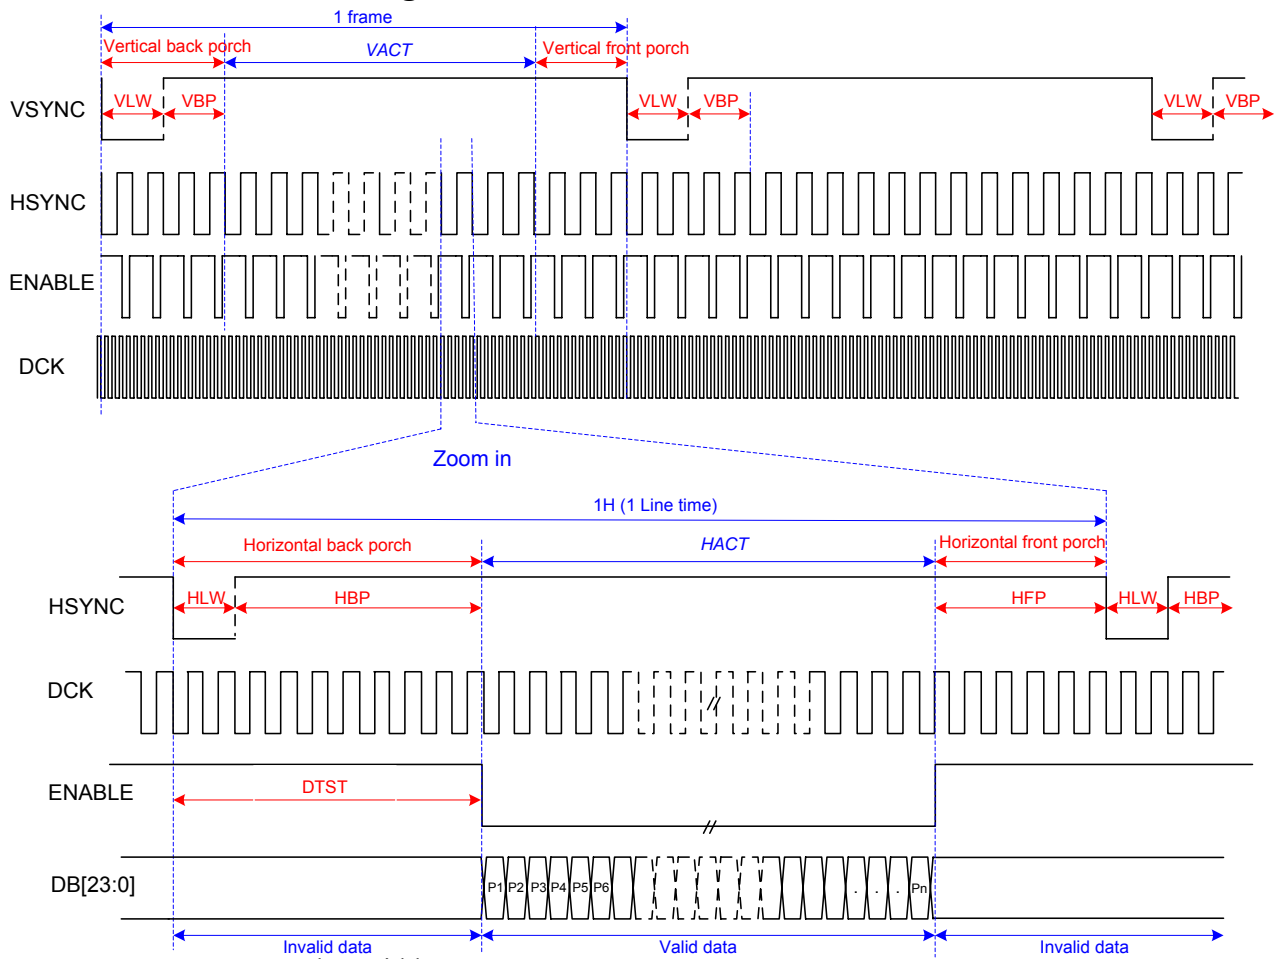 1 frame
Vertical back porch VACT Vertical front porch
VSYNC VLW VBP VLW VBP VLW VBP
HSYNC
ENABLE
DCK
Zoom in
1H (1 Line time)
Horizontal back porch HACT Horizontal front porch
HSYNC HLW HBP HFP HLW HBP
DCK //
ENABLE DTST //
DB[23:0] P1 P2 P3 P4 P5 P6 . . . Pn
Invalid data Valid data Invalid data